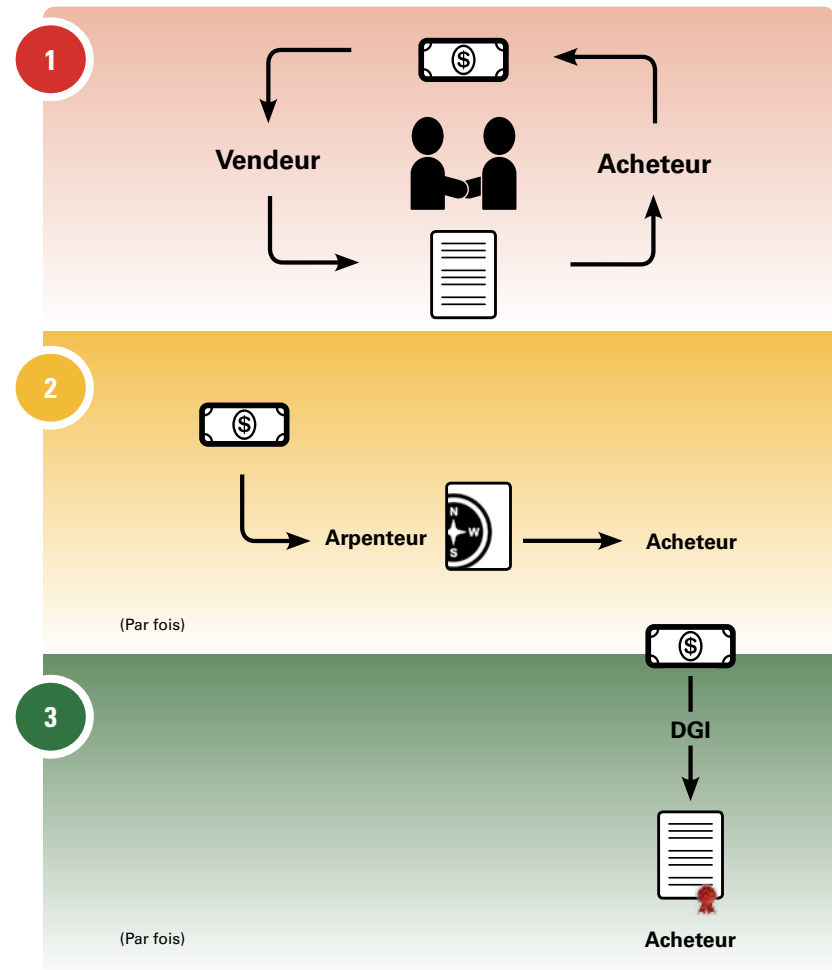 1
$
Vendeur
Acheteur
2
$
Arpenteur
N
W
S
Acheteur
(Par fois)
$
3
DGI
(Par fois)
Acheteur